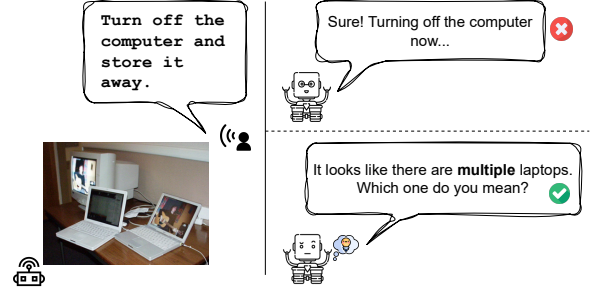 Turn off the
computer and
store it
away.
Sure! Turning off the computer
now...
It looks like there are multiple laptops.
Which one do you mean?